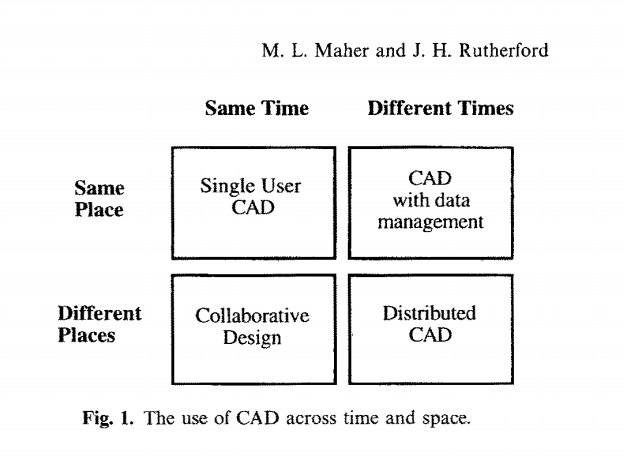 M. L. Maher and J. H. Rutherford
Same Time Different Times
Same
Place
Single User
CAD
CAD
with data
management
Different
Places
Collaborative
Design
Distributed
CAD
Fig. 1. The use of CAD across time and space.